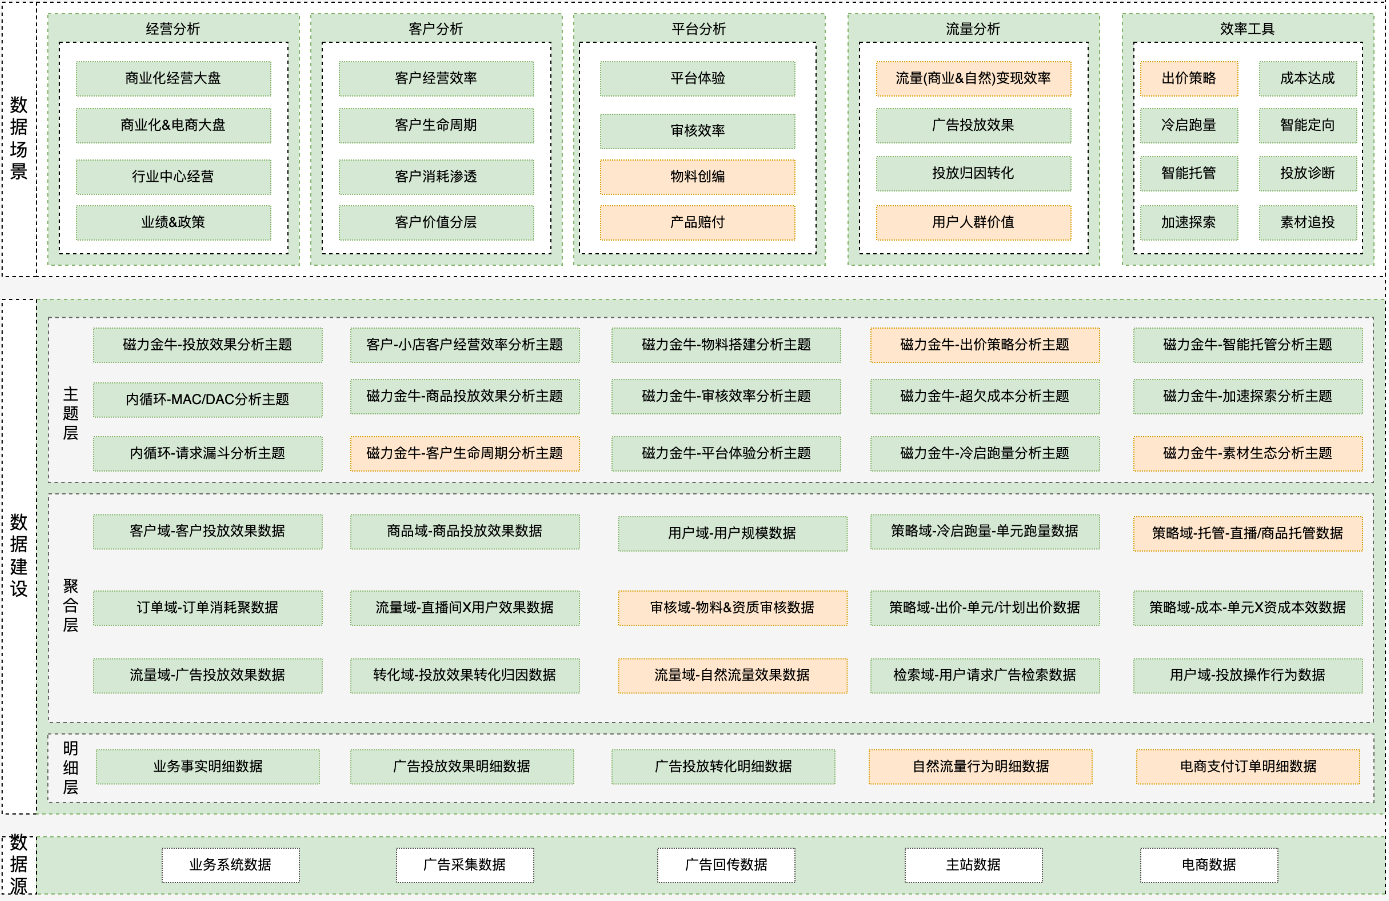 数据场景
经营分析
商业化经营大盘
商业化&电商大盘
行业中心经营
业绩&政策
客户分析
客户经营效率
客户生命周期
客户消耗渗透
客户价值分层
平台分析
平台体验
审核效率
物料创编
产品赔付
流量分析
流量(商业&自然)变现效率
广告投放效果
投放归因转化
用户人群价值
效率工具
出价策略
成本达成
冷启跑量
智能定向
智能托管
投放诊断
加速探索
素材追投
数据建设
主题层
磁力金牛-投放效果分析主题
客户-小店客户经营效率分析主题
磁力金牛-物料搭建分析主题
磁力金牛-出价策略分析主题
磁力金牛-智能托管分析主题
内循环-MAC/DAC分析主题
磁力金牛-商品投放效果分析主题
磁力金牛-审核效率分析主题
磁力金牛-超欠成本分析主题
磁力金牛-加速探索分析主题
内循环-请求漏斗分析主题
磁力金牛-客户生命周期分析主题
磁力金牛-平台体验分析主题
磁力金牛-冷启跑量分析主题
磁力金牛-素材生态分析主题
聚合层
客户域-客户投放效果数据
商品域-商品投放效果数据
用户域-用户规模数据
策略域-冷启跑量-单元跑量数据
策略域-托管-直播/商品托管数据
订单域-订单消耗聚数据
流量域-直播间X用户效果数据
审核域-物料&资质审核数据
策略域-出价-单元/计划出价数据
策略域-成本-单元X资成本效数据
流量域-广告投放效果数据
转化域-投放效果转化归因数据
流量域-自然流量效果数据
检索域-用户请求广告检索数据
用户域-投放操作行为数据
明细层
业务事实明细数据
广告投放效果明细数据
广告投放转化明细数据
自然流量行为明细数据
电商支付订单明细数据
数据源
业务系统数据
广告采集数据
广告回传数据
主站数据
电商数据